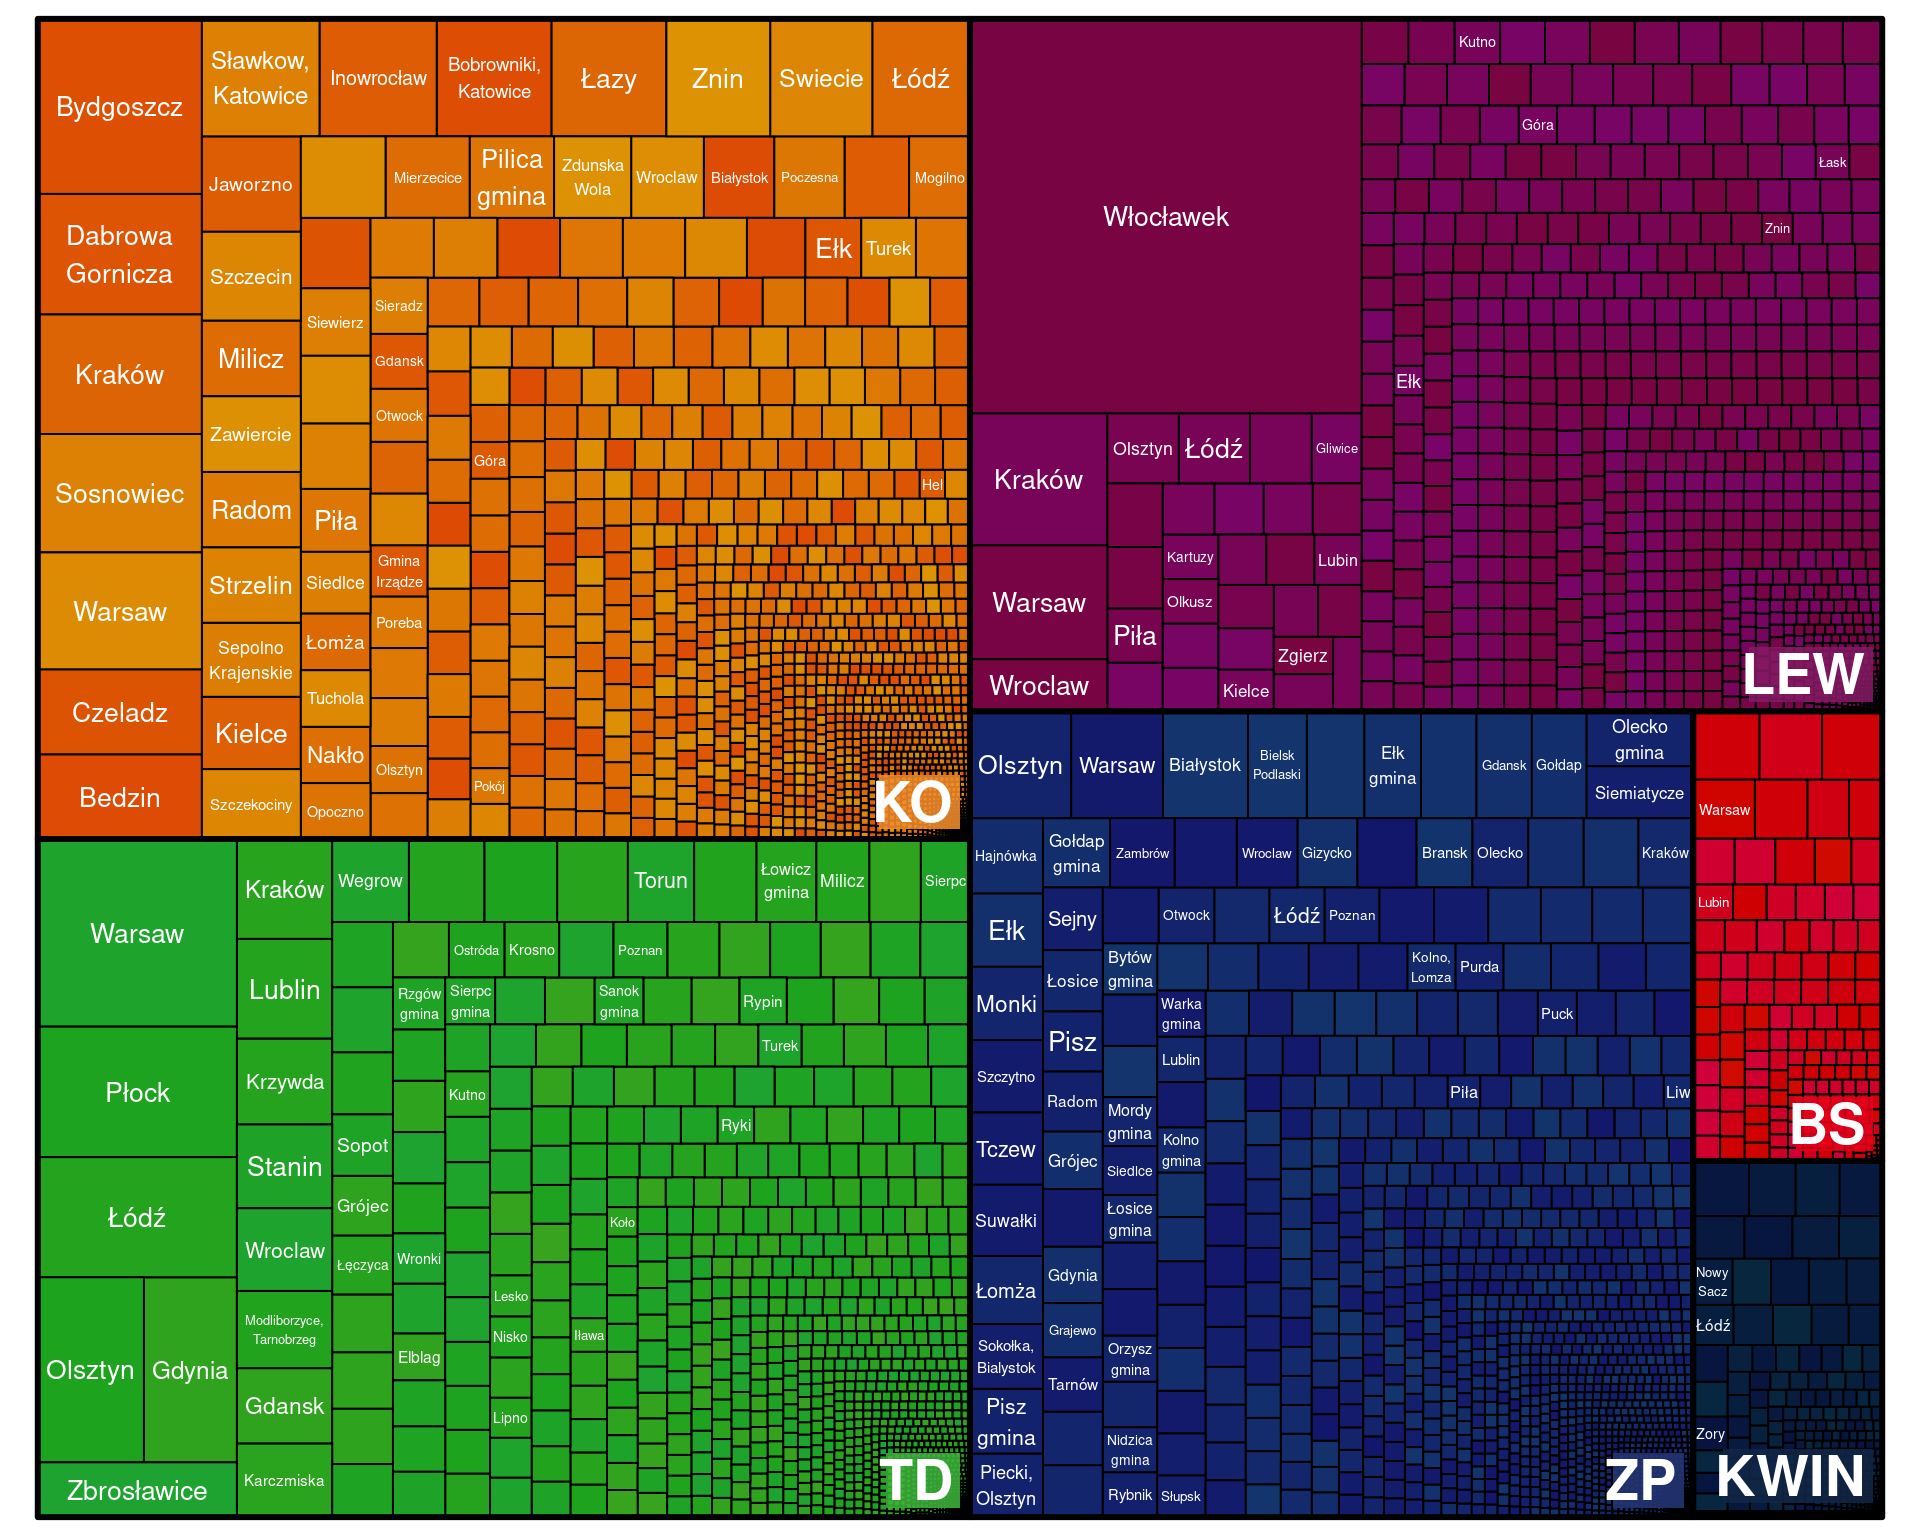 Bydgoszcz
Dabrowa
Gornicza
Kraków
Sosnowiec
Warsaw
Czeladz
Bedzin
Sławkow,
Katowice
Inowrocław
Bobrowniki,
Katowice
Łazy
Znin
Swiecie
Łódź
Jaworzno
Szczecin
Milicz
Zawiercie
Radom
Strzelin
Sepolno
Krajenskie
Kielce
Szczekociny
Mierzecice
Pilica
gmina
Zdunska
Wola
Wroclaw
Białystok
Poczesna
Mogilno
Siewierz
Piła
Siedlce
Łomża
Tuchola
Nakło
Opoczno
Ełk
Turek
Sieradz
Gdansk
Otwock
Gmina
Irządze
Poreba
Olsztyn
Góra
Hel
Pokój
KO
Włocławek
Kutno
Góra
Łask
Znin
Ełk
Kraków
Warsaw
Wroclaw
Olsztyn
Łódź
Gliwice
Piła
Kartuzy
Lubin
Olkusz
Zgierz
Kielce
LEW
Warsaw
Płock
Łódź
Olsztyn
Gdynia
Zbrosławice
Kraków
Lublin
Krzywda
Stanin
Wroclaw
Modliborzyce,
Tarnobrzeg
Gdansk
Karczmiska
Wegrow
Torun
Łowicz
gmina
Milicz
Sierpc
Sopot
Grójec
Łęczyca
Ostróda
Krosno
Poznan
Rzgów
gmina
Sierpc
gmina
Sanok
gmina
Rypin
Turek
Wronki
Elblag
Kutno
Ryki
Lesko
Nisko
Lipno
Koło
Iława
TD
Olsztyn
Warsaw
Białystok
Bielsk
Podlaski
Ełk
gmina
Gdansk
Gołdap
Olecko
gmina
Siemiatycze
Hajnówka
Ełk
Monki
Szczytno
Tczew
Suwałki
Łomża
Sokołka,
Bialystok
Pisz
gmina
Piecki,
Olsztyn
Gołdap
gmina
Zambrów
Wroclaw
Gizycko
Bransk
Olecko
Kraków
Sejny
Łosice
Pisz
Radom
Grójec
Gdynia
Grajewo
Tarnów
Otwock
Łódź
Poznan
Bytów
gmina
Kolno,
Lomza
Purda
Mordy
gmina
Siedlce
Łosice
gmina
Orzysz
gmina
Nidzica
gmina
Rybnik
Warka
gmina
Puck
Lublin
Kolno
gmina
Słupsk
Piła
Liw
ZP
Warsaw
Lubin
BS
Nowy
Sacz
Łódź
Zory
KWIN